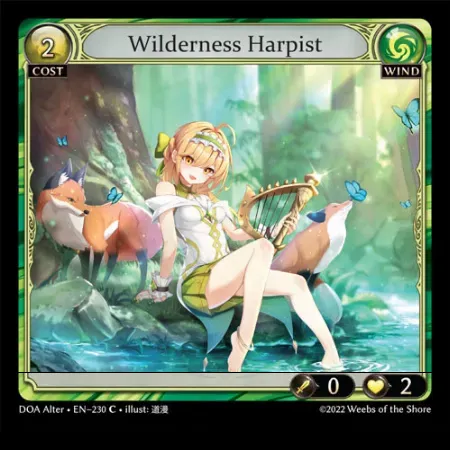 2
Wilderness Harpist
COST
WIND
0
2
DOA Alter • EN-230 C • illust: 道漫
©2022 Weebs of the Shore